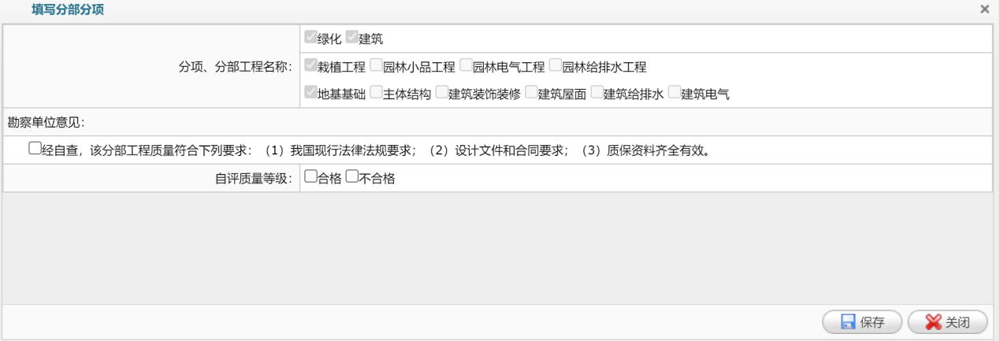 填写分部分项
绿化 建筑
分项、分部工程名称：
栽植工程 园林小品工程 园林电气工程 园林给排水工程
地基基础 主体结构 建筑装饰装修 建筑屋面 建筑给排水 建筑电气
勘察单位意见：
经自查，该分部工程质量符合下列要求：（1）我国现行法律法规要求；（2）设计文件和合同要求；（3）质保资料齐全有效。
自评质量等级： 合格 不合格
保存 关闭